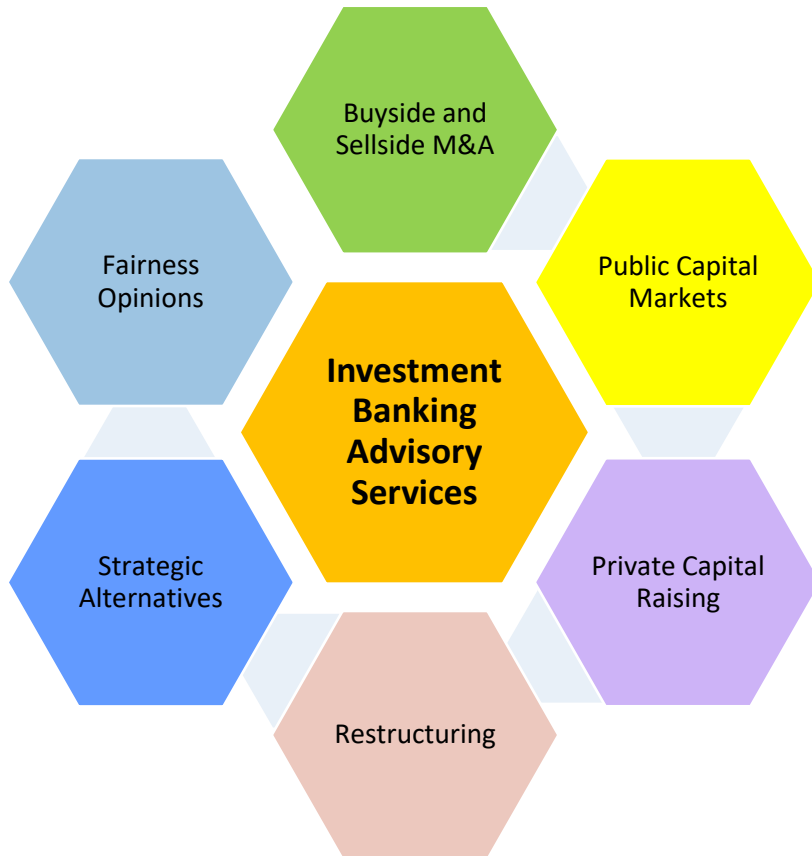 Buyside and
Sellside M&A
Fairness
Opinions
Public Capital
Markets
Investment
Banking
Advisory
Services
Strategic
Alternatives
Private Capital
Raising
Restructuring